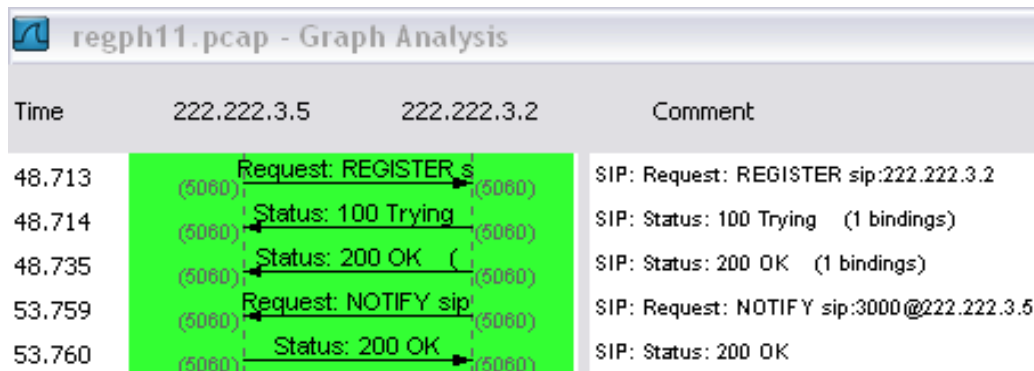 regph11.pcap - Graph Analysis
Time 222.222.3.5 222.222.3.2 Comment
48.713 (5060) Request: REGISTER s (5060) SIP: Request: REGISTER sip:222.222.3.2
48.714 (5060) Status: 100 Trying (5060) SIP: Status: 100 Trying (1 bindings)
48.735 (5060) Status: 200 OK ( (5060) SIP: Status: 200 OK (1 bindings)
53.759 (5060) Request: NOTIFY sip (5060) SIP: Request: NOTIFY sip:3000@222.222.3.5
53.760 (5060) Status: 200 OK (5060) SIP: Status: 200 OK